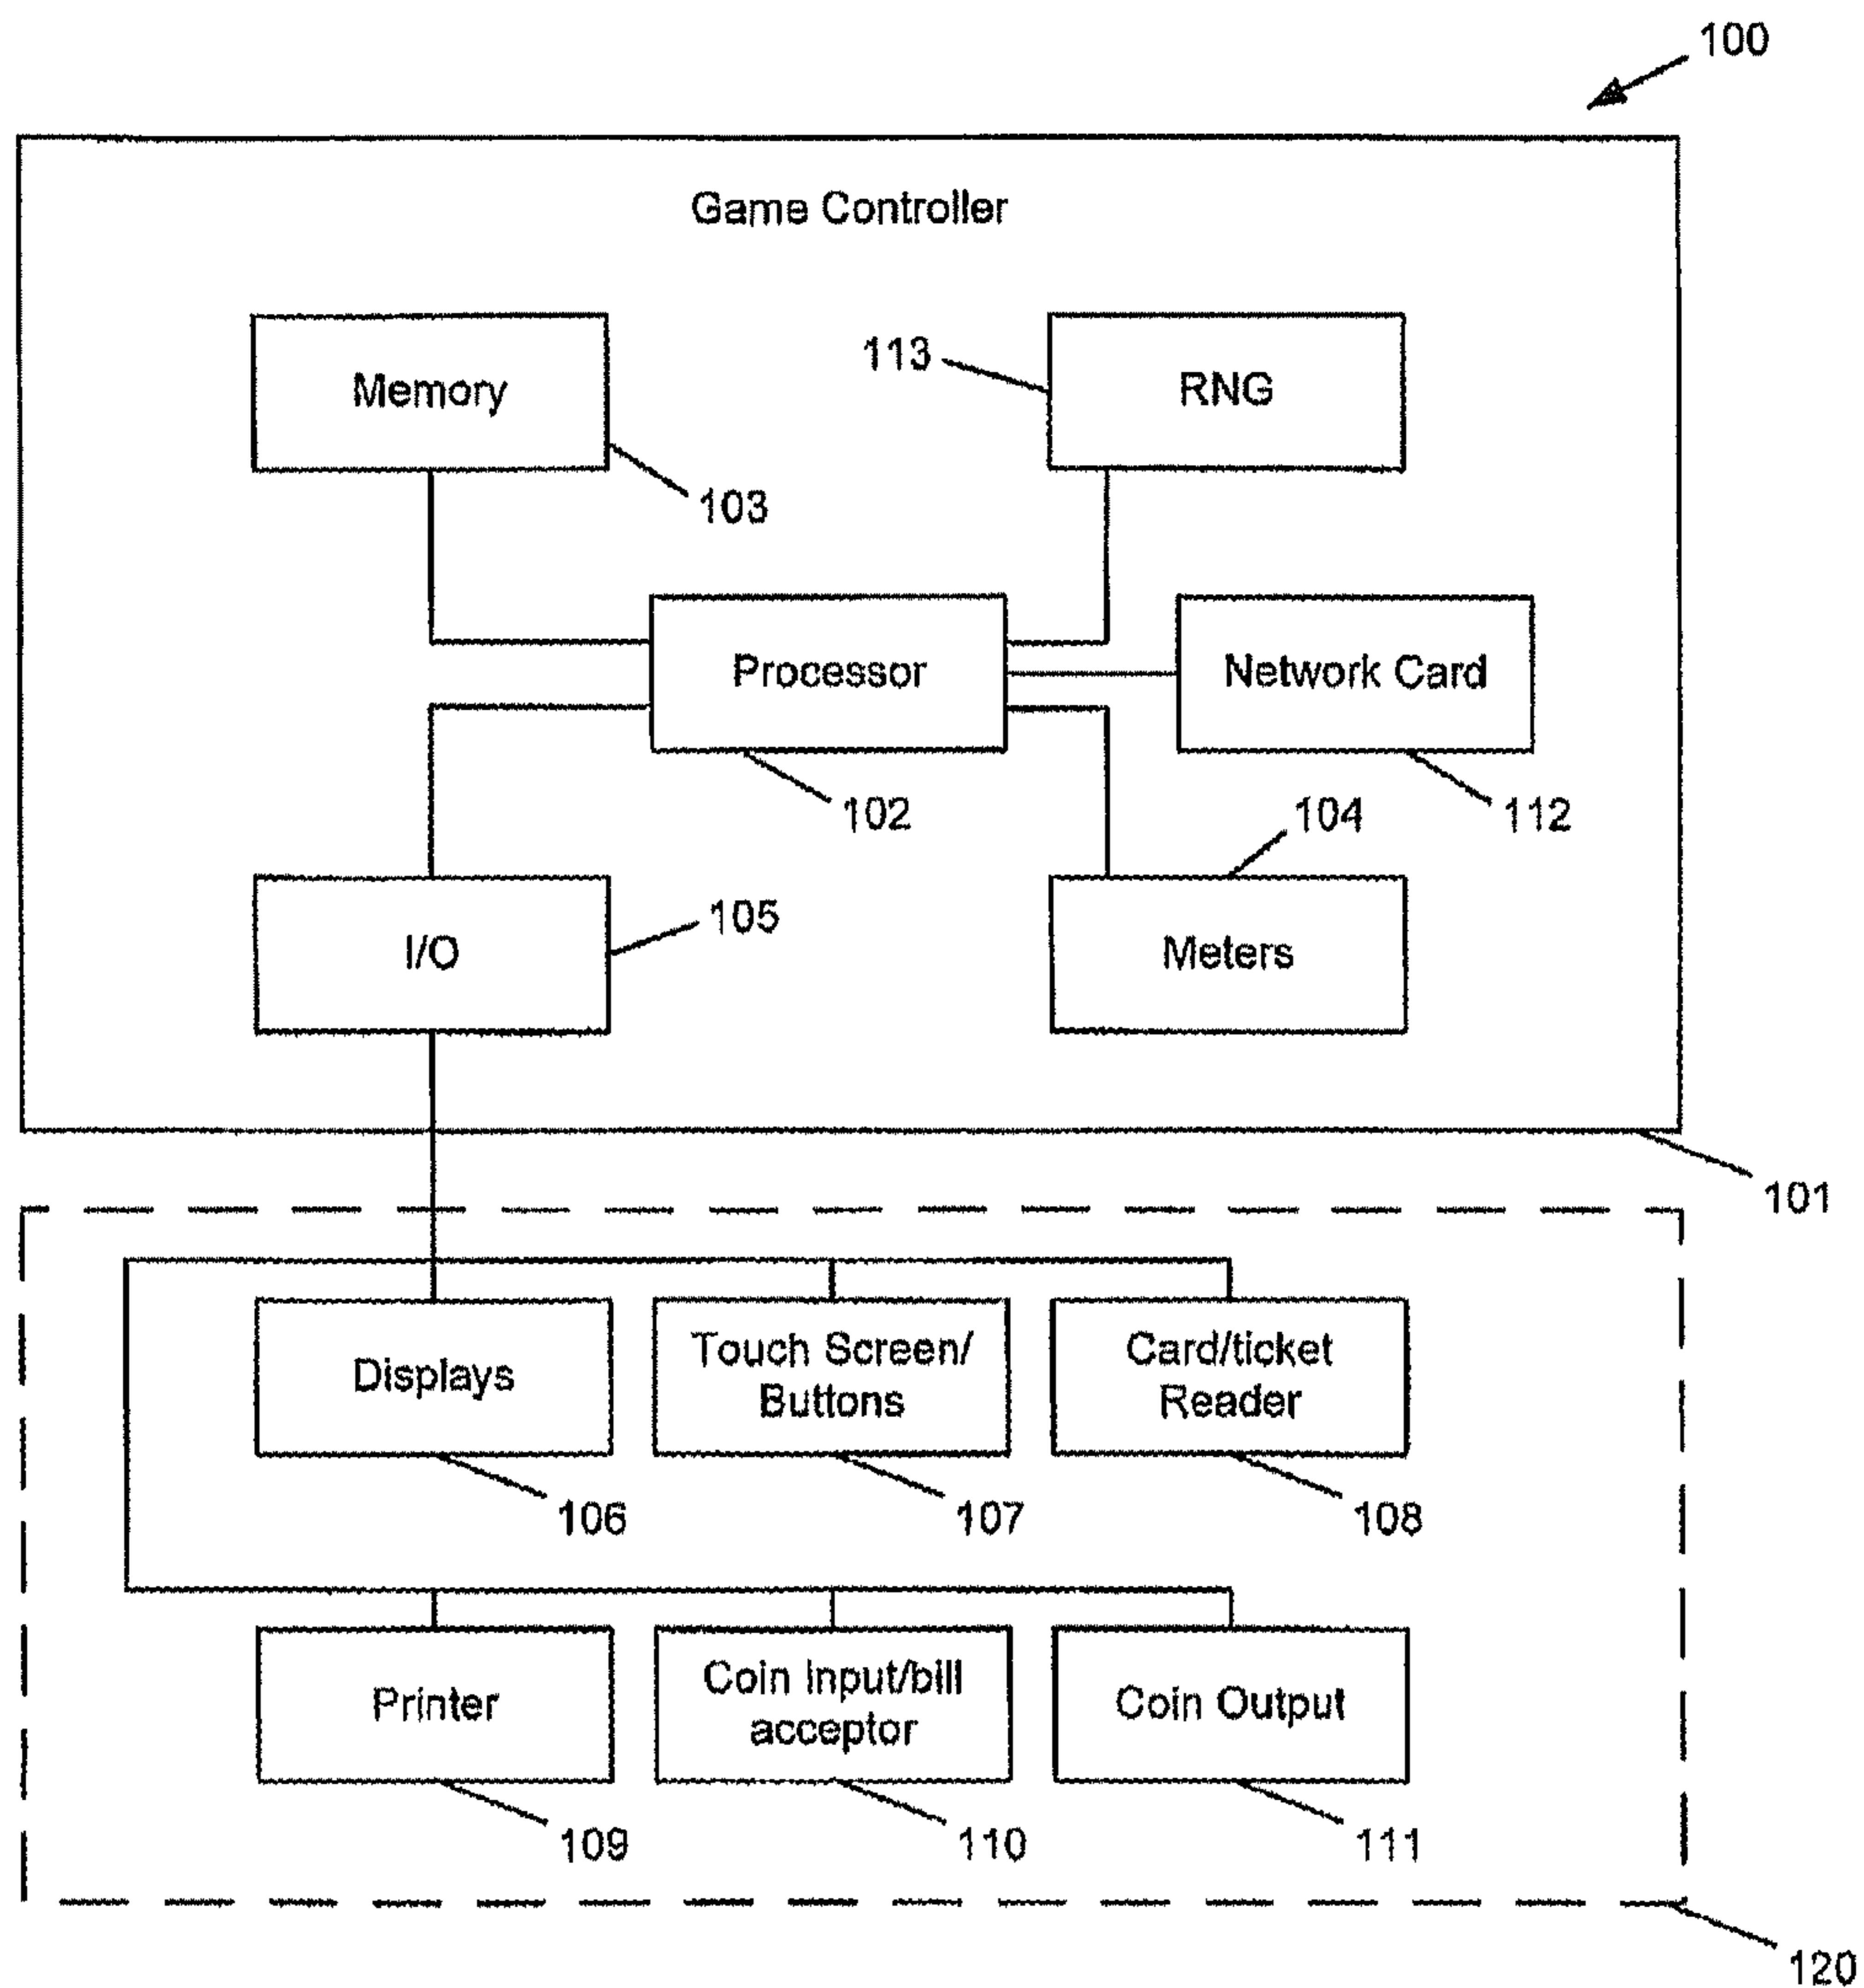 100
Game Controller
Memory
113
RNG
103
Processor
Network Card
102
104
112
I/O
105
Meters
101
Displays
Touch Screen/
Buttons
Card/ticket
Reader
106
107
108
Printer
Coin Input/bill
acceptor
Coin Output
109
110
111
120